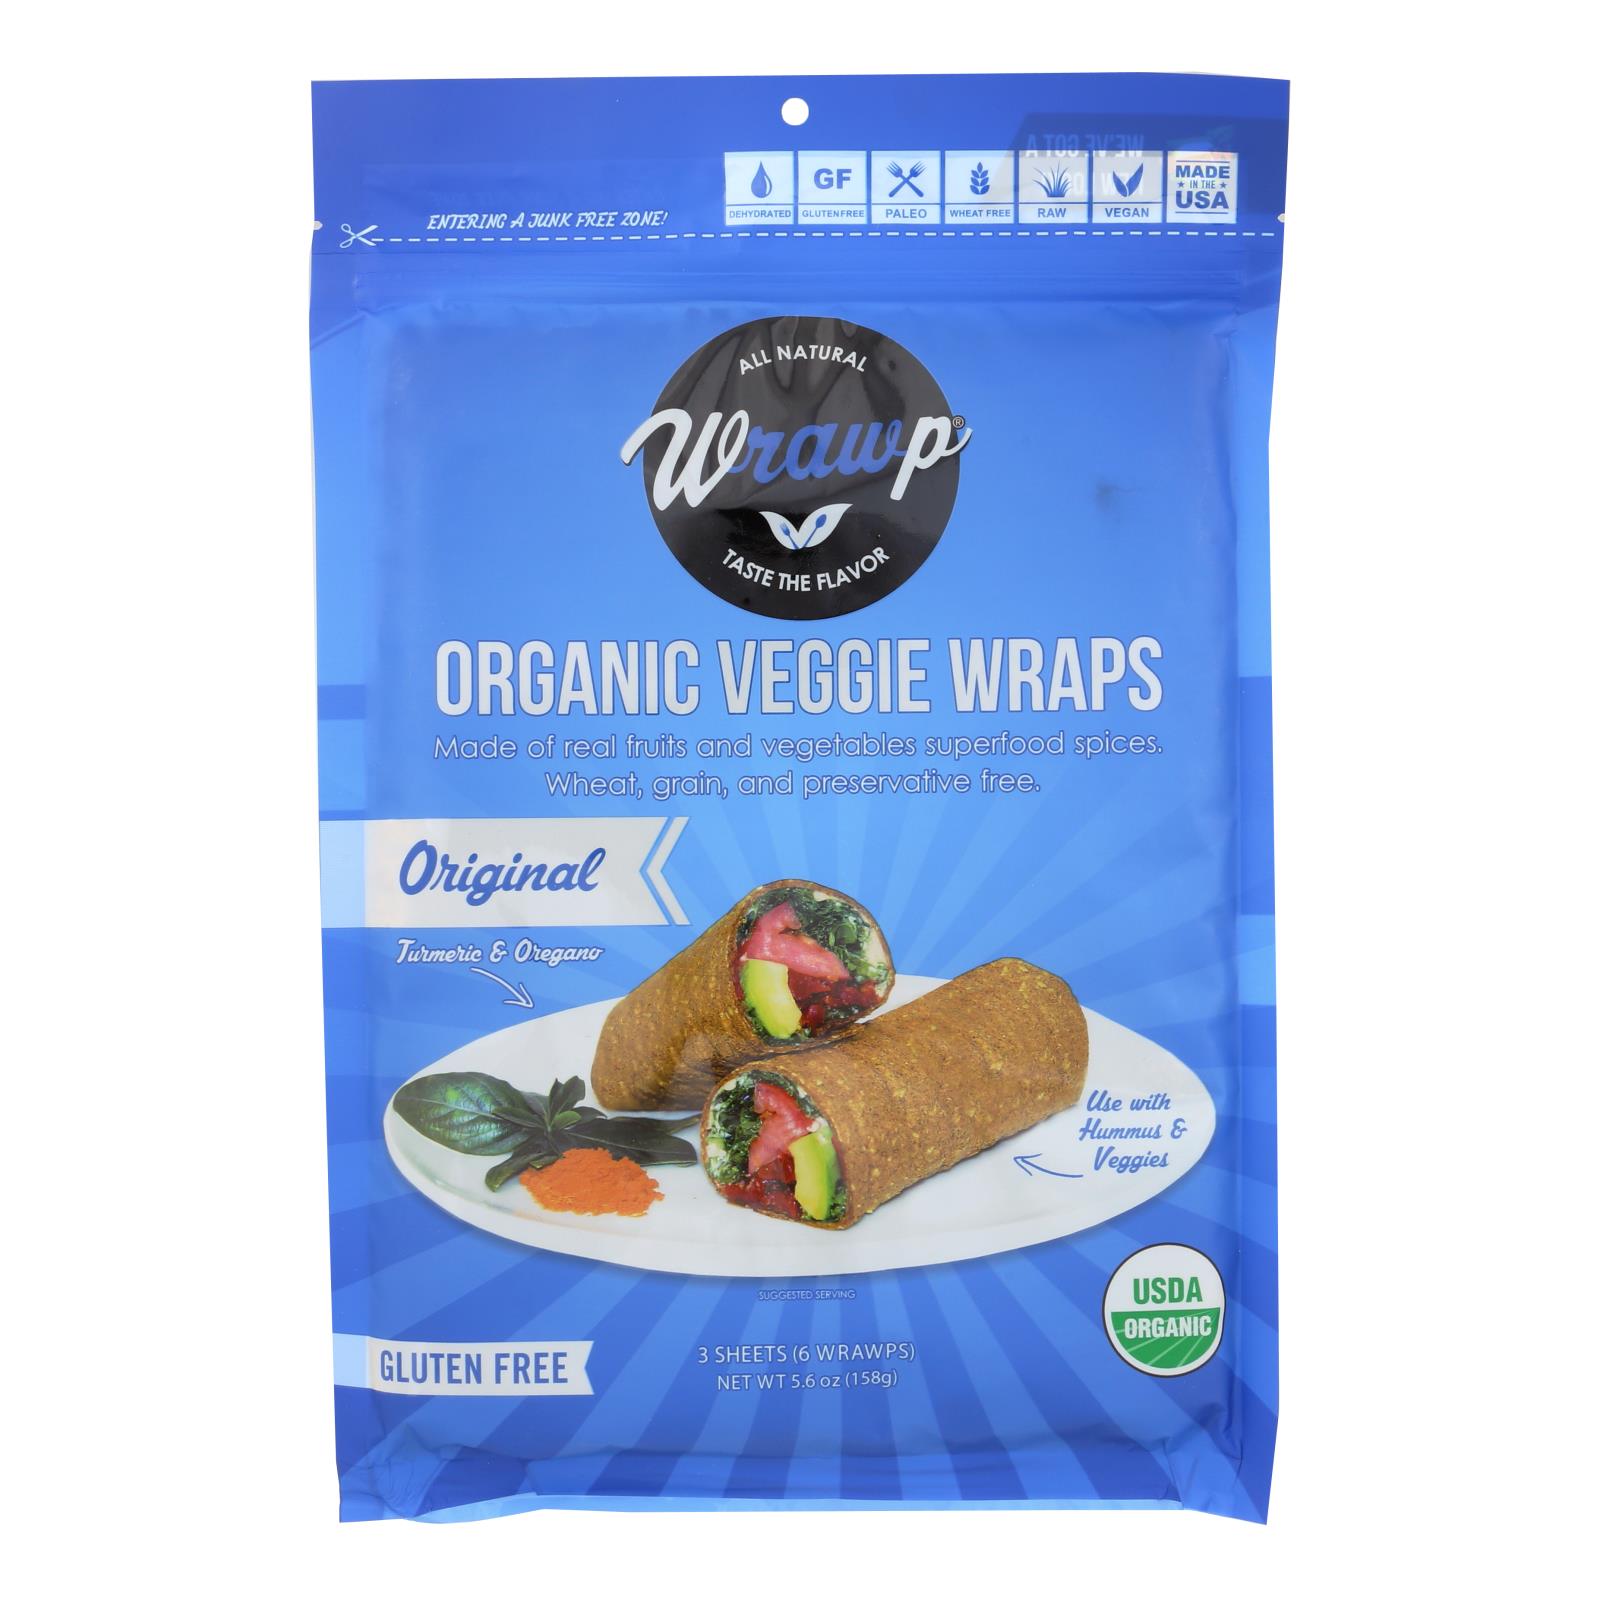 WE'VE GOT A
ENTERING A JUNK FREE ZONE!
DEHYDRATED
GF
GLUTEN FREE
PALEO
WHEAT FREE
RAW
VEGAN
MADE
IN THE
USA
ALL NATURAL
Wrawp®
TASTE THE FLAVOR
ORGANIC VEGGIE WRAPS
Made of real fruits and vegetables superfood spices.
Wheat, grain, and preservative free.
Original
Turmeric & Oregano
Use with
Hummus &
Veggies
SUGGESTED SERVING
USDA
ORGANIC
GLUTEN FREE
3 SHEETS (6 WRAWPS)
NET WT 5.6 oz (158g)